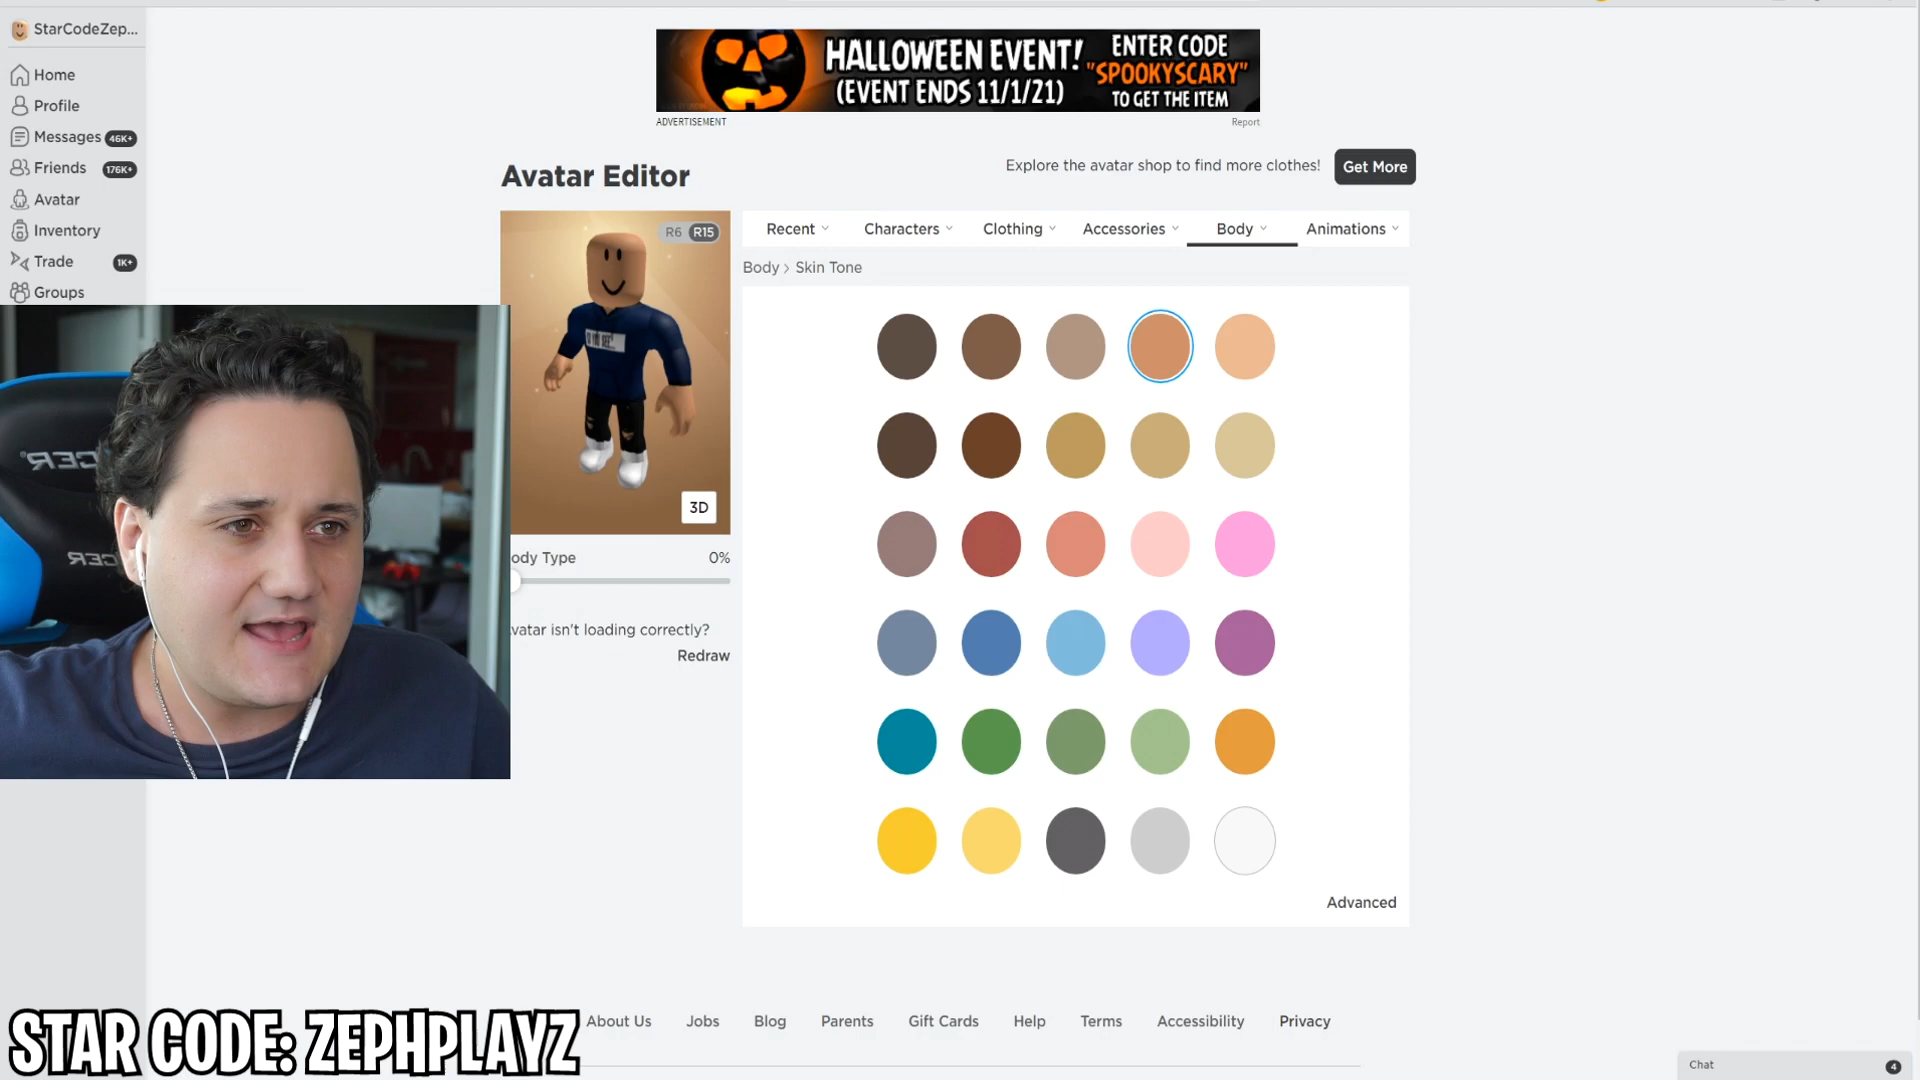 StarCodeZep...
Home
Profile
Messages 46K+
Friends 176K+
Avatar
Inventory
Trade 1K+
Groups
HALLOWEEN EVENT!
(EVENT ENDS 11/1/21)
ENTER CODE
"SPOOKYSCARY"
TO GET THE ITEM
ADVERTISEMENT
Report
Avatar Editor
Explore the avatar shop to find more clothes!
Get More
R6 R15
3D
Recent
Characters
Clothing
Accessories
Body
Animations
Body > Skin Tone
ody Type 0%
vatar isn't loading correctly?
Redraw
Advanced
STAR CODE: ZEPHPLAYZ
About Us
Jobs
Blog
Parents
Gift Cards
Help
Terms
Accessibility
Privacy
Chat 4